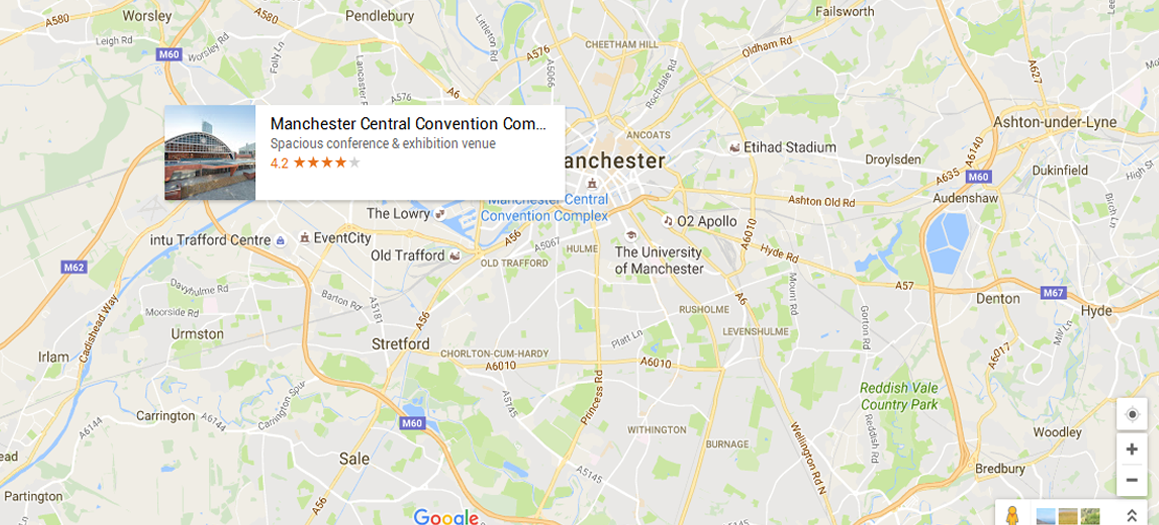 Worsley
A580
Pendlebury
A580
Failsworth
Leigh Rd
M60
Worsley Rd
Folly Ln
Littleton Rd
A576
CHEETHAM HILL
Oldham Rd
A627
Lancaster
A5066
A576
A6
Rochdale Rd
Manchester Central Convention Com...
Spacious conference & exhibition venue
4.2
ANCOATS
Ashton-under-Lyne
Etihad Stadium
A6140
anchester
Droylsden
M60
A635
Dukinfield
High St
Manchester Central
Convention Complex
Ashton Old Rd
Audenshaw
Birch Ln
The Lowry
O2 Apollo
intu Trafford Centre
EventCity
A56
A5067
HULME
A6010
Hyde Rd
Old Trafford
OLD TRAFFORD
The University
of Manchester
M62
Davyhulme Rd
Barton Rd
A5181
Mount Rd
A57
Denton
M67
Hyde
Cadishead Way
Moorside Rd
A56
RUSHOLME
A6
Gorton Rd
Urmston
Platt Ln
LEVENSHULME
Mill Ln
Irlam
Stretford
CHORLTON-CUM-HARDY
A6010
A6010
A6017
Princess Rd
A5145
Reddish Vale
Country Park
Carrington
A6144
A6144
Carrington Spur
M60
WITHINGTON
Wellington Rd N
Reddish Rd
Woodley
BURNAGE
Sale
A5145
Bredbury
ead
Partington
A56
Google